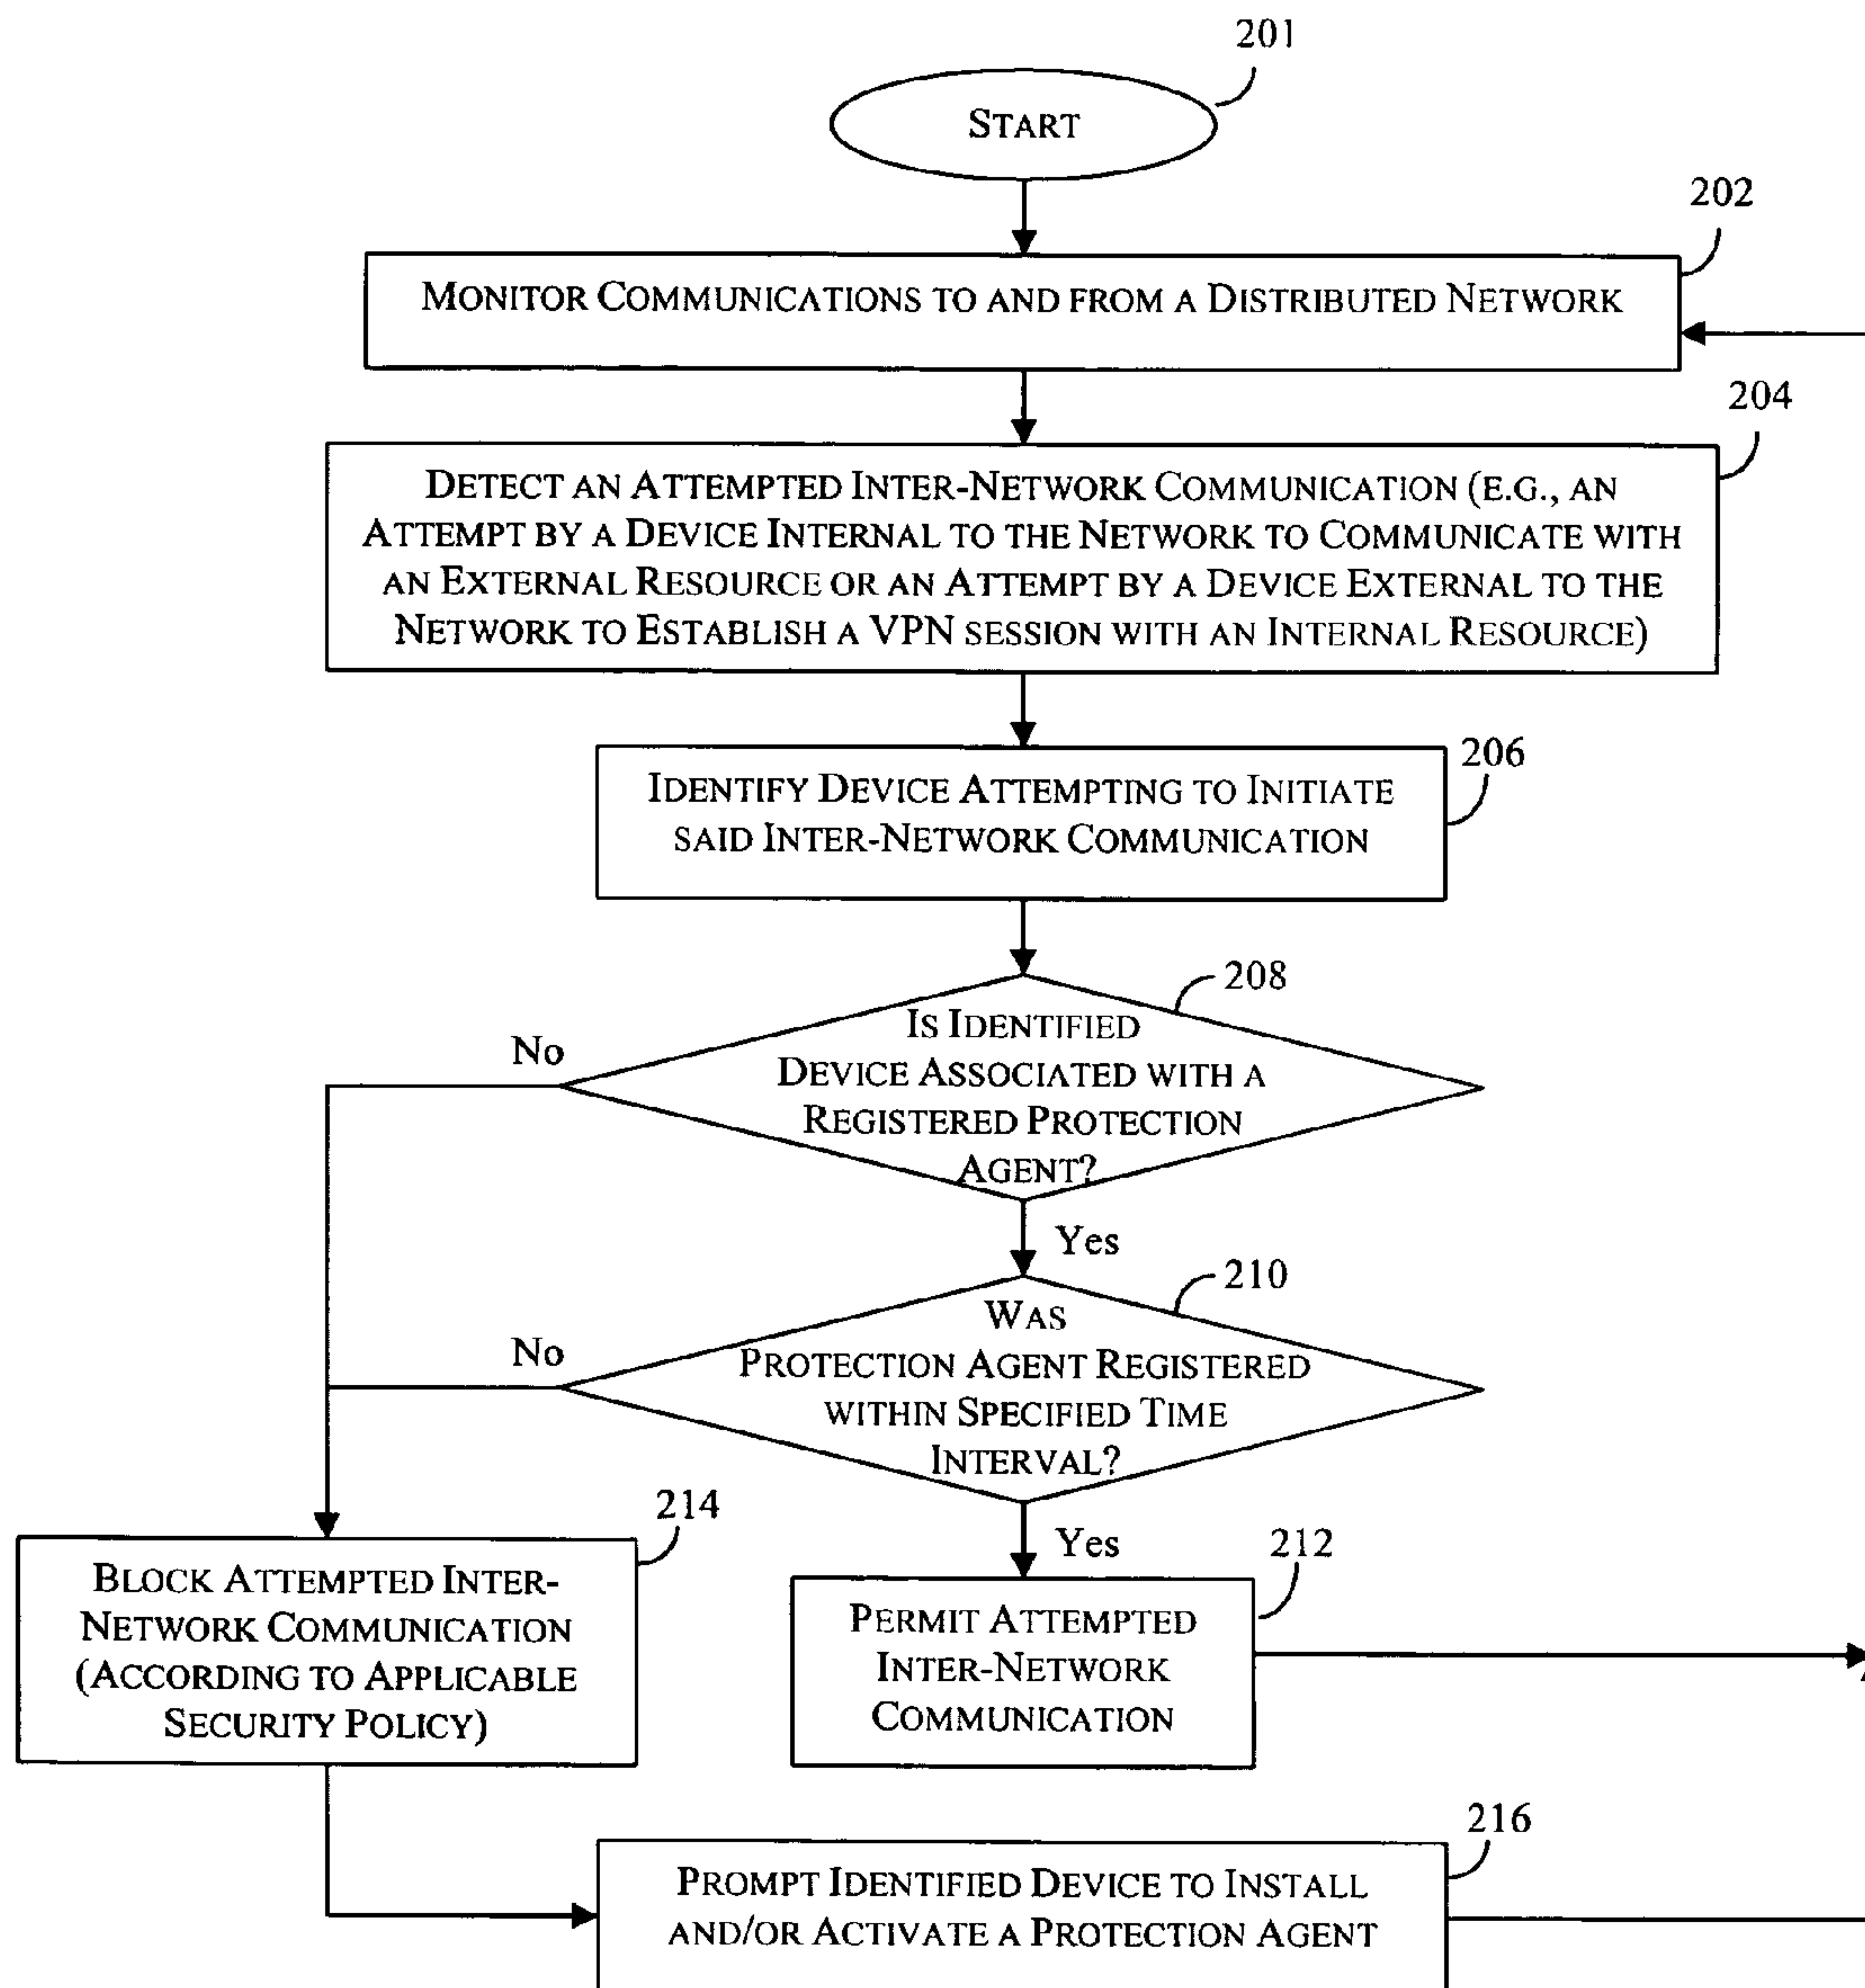 201
START
202
MONITOR COMMUNICATIONS TO AND FROM A DISTRIBUTED NETWORK
204
DETECT AN ATTEMPTED INTER-NETWORK COMMUNICATION (E.G., AN
ATTEMPT BY A DEVICE INTERNAL TO THE NETWORK TO COMMUNICATE WITH
AN EXTERNAL RESOURCE OR AN ATTEMPT BY A DEVICE EXTERNAL TO THE
NETWORK TO ESTABLISH A VPN SESSION WITH AN INTERNAL RESOURCE)
206
IDENTIFY DEVICE ATTEMPTING TO INITIATE
SAID INTER-NETWORK COMMUNICATION
208
No
IS IDENTIFIED
DEVICE ASSOCIATED WITH A
REGISTERED PROTECTION
AGENT?
Yes
210
No
WAS
PROTECTION AGENT REGISTERED
WITHIN SPECIFIED TIME
INTERVAL?
Yes
214
BLOCK ATTEMPTED INTER-
NETWORK COMMUNICATION
(ACCORDING TO APPLICABLE
SECURITY POLICY)
212
PERMIT ATTEMPTED
INTER-NETWORK
COMMUNICATION
216
PROMPT IDENTIFIED DEVICE TO INSTALL
AND/OR ACTIVATE A PROTECTION AGENT